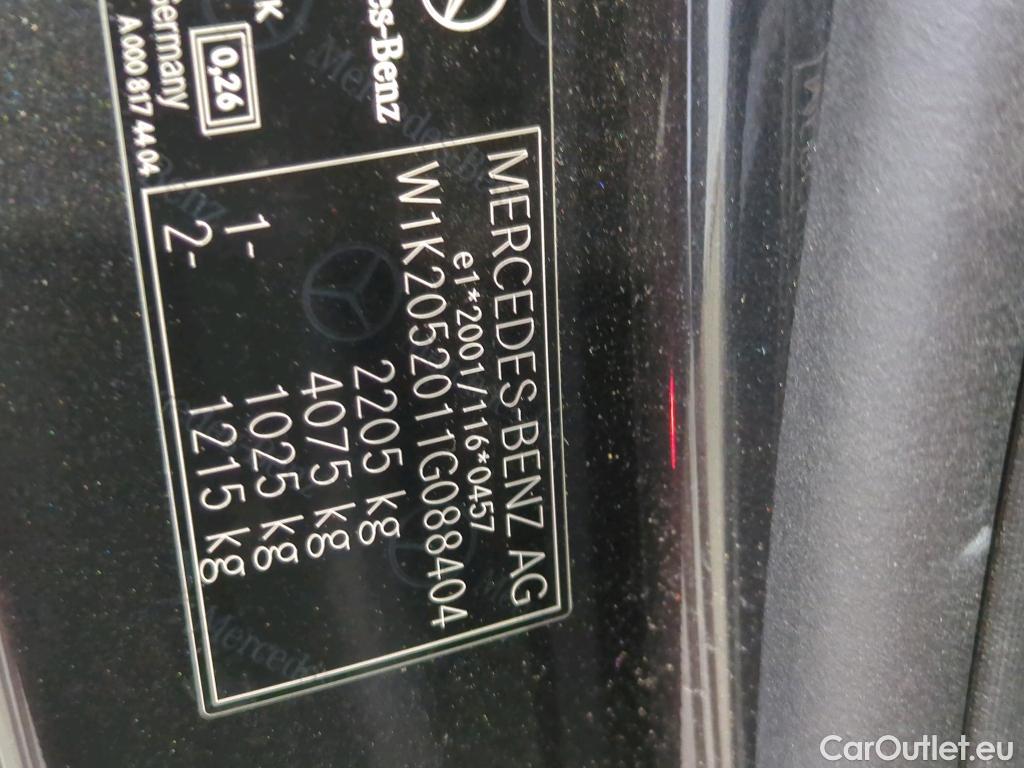 es-Benz
K
0,26
Germany
A 000 817 44 04
MERCEDES-BENZ AG
e1*2001/116*0457
W1K2052011G088404
2205 kg
4075 kg
1- 1025 kg
2- 1215 kg
CarOutlet.eu